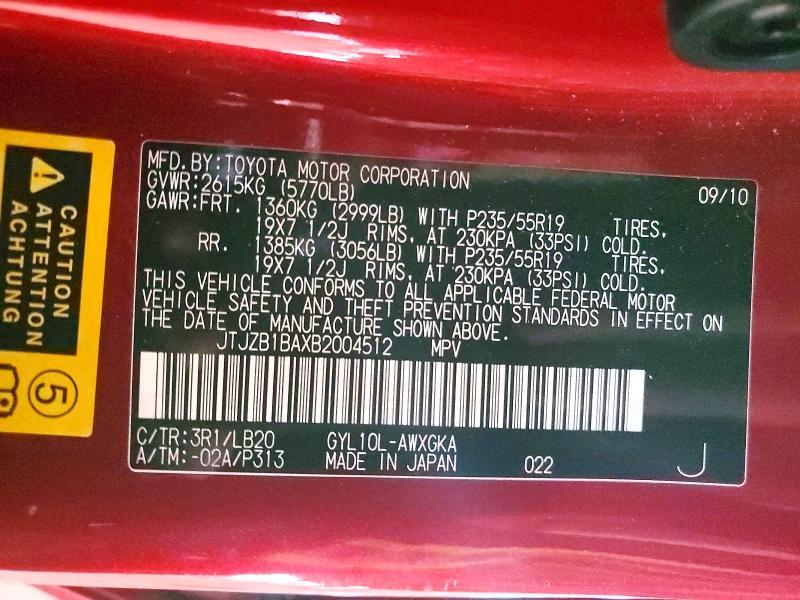 MFD.BY:TOYOTA MOTOR CORPORATION 09/10
GVWR:2615KG (5770LB)
GAWR:FRT. 1360KG (2999LB) WITH P235/55R19 TIRES,
19X7 1/2J RIMS, AT 230KPA (33PSI) COLD.
RR. 1385KG (3056LB) WITH P235/55R19 TIRES,
19X7 1/2J RIMS, AT 230KPA (33PSI) COLD.
THIS VEHICLE CONFORMS TO ALL APPLICABLE FEDERAL MOTOR
VEHICLE SAFETY AND THEFT PREVENTION STANDARDS IN EFFECT ON
THE DATE OF MANUFACTURE SHOWN ABOVE.
JTJZB1BAXB2004512 MPV
C/TR:3R1/LB20 GYL10L-AWXGKA
A/TM:-02A/P313 MADE IN JAPAN 022 J
CAUTION
ATTENTION
ACHTUNG
5